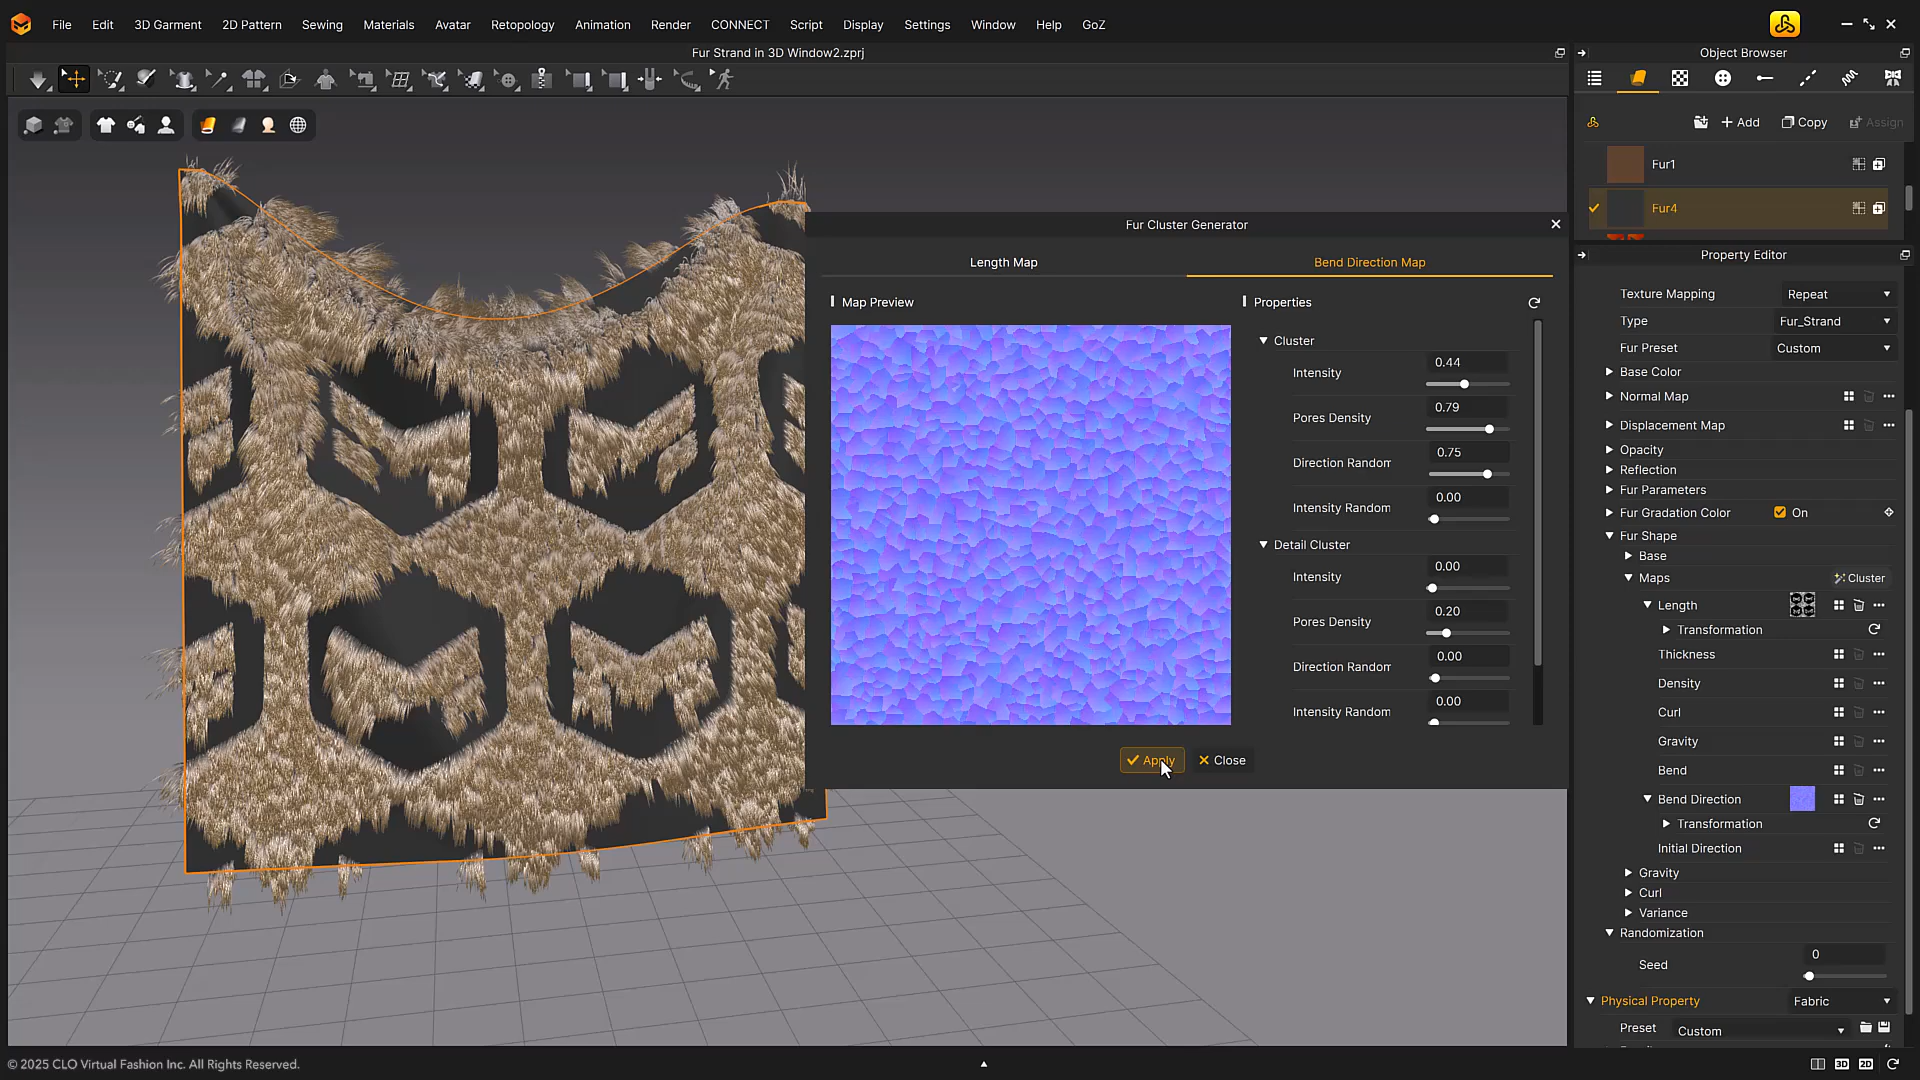 File Edit 3D Garment 2D Pattern Sewing Materials Avatar Retopology Animation Render CONNECT Script Display Settings Window Help GoZ
Fur Strand in 3D Window2.zprj
Object Browser
Add Copy Assign
Fur1
Fur4
Fur Cluster Generator
Length Map Bend Direction Map
Map Preview
Properties
Cluster
Intensity 0.44
Pores Density 0.79
Direction Random 0.75
Intensity Random 0.00
Detail Cluster
Intensity 0.00
Pores Density 0.20
Direction Random 0.00
Intensity Random 0.00
Apply Close
Property Editor
Texture Mapping Repeat
Type Fur_Strand
Fur Preset Custom
Base Color
Normal Map
Displacement Map
Opacity
Reflection
Fur Parameters
Fur Gradation Color On
Fur Shape
Base
Maps Cluster
Length
Transformation
Thickness
Density
Curl
Gravity
Bend
Bend Direction
Transformation
Initial Direction
Gravity
Curl
Variance
Randomization
Seed 0
Physical Property Fabric
Preset Custom
© 2025 CLO Virtual Fashion Inc. All Rights Reserved.
3D 2D